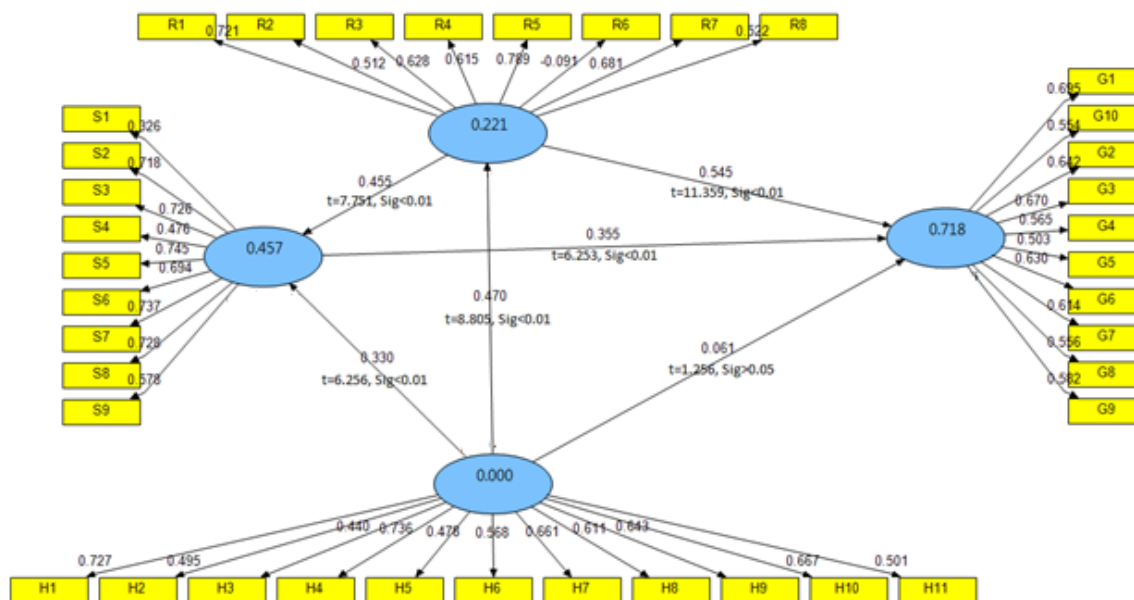 R1 R2 R3 R4 R5 R6 R7 R8
0.721 0.512 0.628 0.615 0.789 -0.091 0.681 0.522
0.221
S1
0.326
S2
0.718
S3
0.726
S4
0.476
S5
0.745
S6
0.694
S7
0.737
S8
0.728
S9
0.578
0.457
G1
0.695
G10
0.554
G2
0.642
G3
0.670
G4
0.565
G5
0.503
G6
0.630
G7
0.614
G8
0.556
G9
0.582
0.718
0.455
t=7.751, Sig<0.01
0.545
t=11.359, Sig<0.01
0.355
t=6.253, Sig<0.01
0.470
t=8.805, Sig<0.01
0.330
t=6.256, Sig<0.01
0.061
t=1.256, Sig>0.05
0.000
0.727 0.495 0.440 0.736 0.478 0.568 0.661 0.611 0.643 0.667 0.501
H1 H2 H3 H4 H5 H6 H7 H8 H9 H10 H11